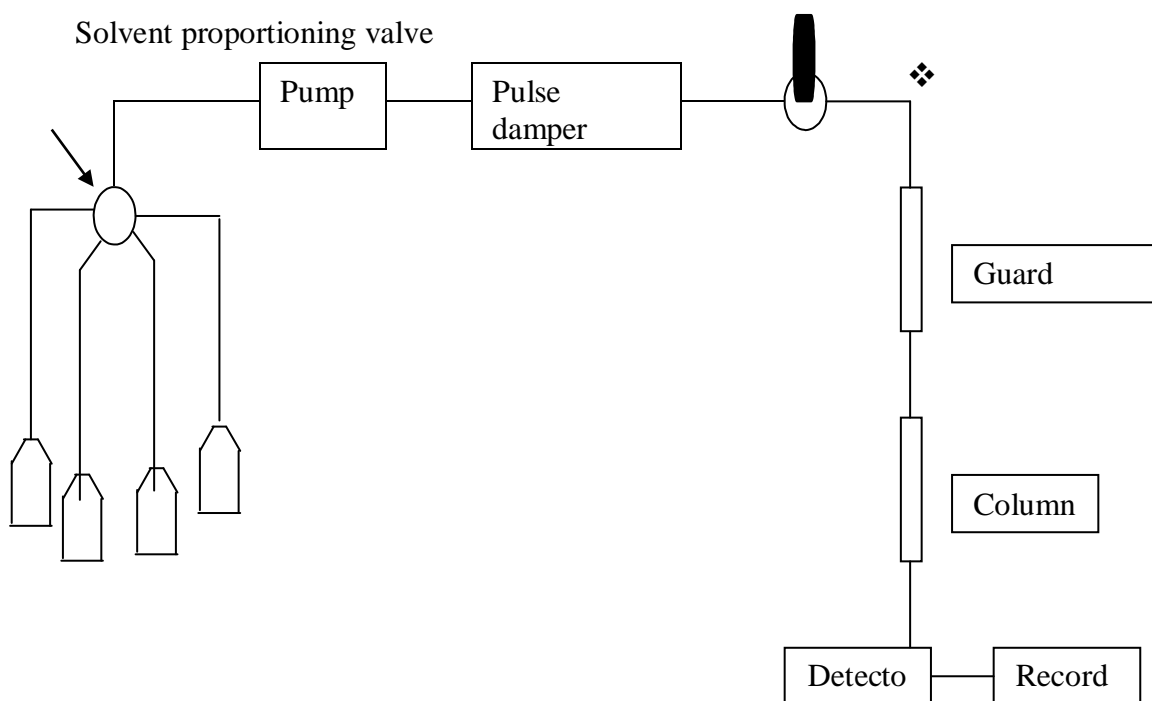 Solvent proportioning valve
Pump
Pulse
damper
Guard
Column
Detecto
Record